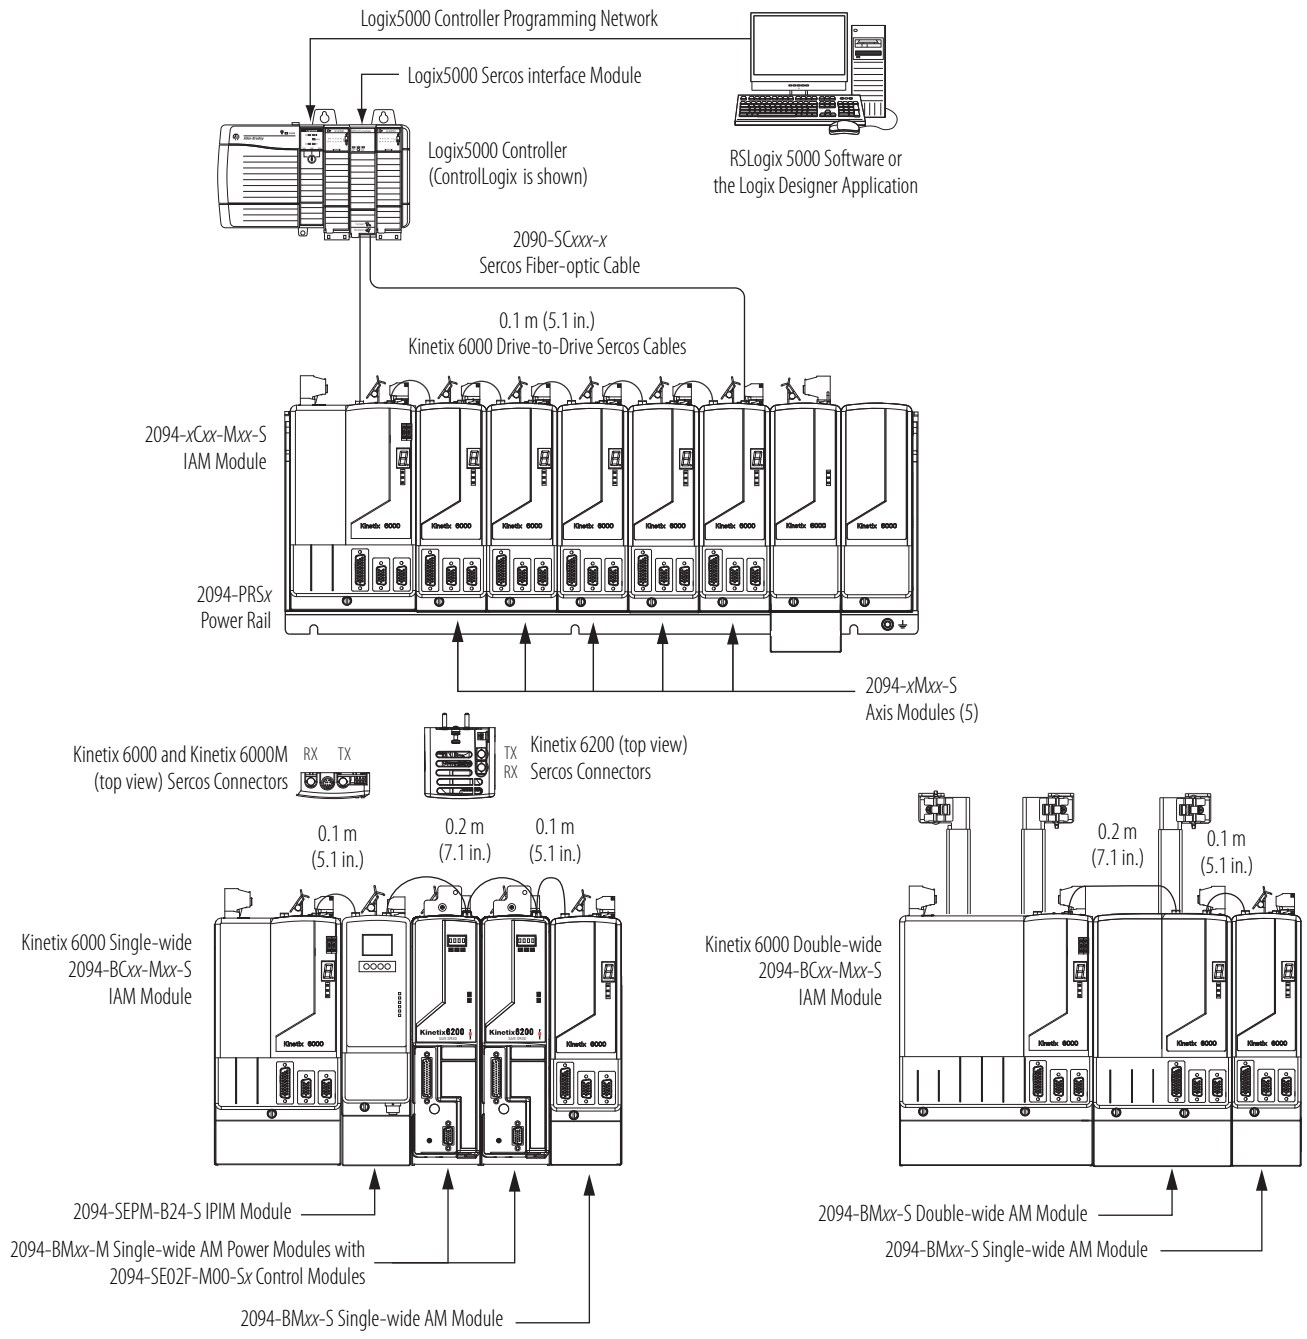 Logix5000 Controller Programming Network
Logix5000 Sercos interface Module
Logix5000 Controller
(ControlLogix is shown)
RSLogix 5000 Software or
the Logix Designer Application
2090-SCxxx-x
Sercos Fiber-optic Cable
0.1 m (5.1 in.)
Kinetix 6000 Drive-to-Drive Sercos Cables
2094-xCxx-Mxx-S
IAM Module
Kinetix 6000
Kinetix 6000
Kinetix 6000
Kinetix 6000
Kinetix 6000
Kinetix 6000
Kinetix 6000
Kinetix 6000
2094-PRSx
Power Rail
2094-xMxx-S
Axis Modules (5)
Kinetix 6000 and Kinetix 6000M
(top view) Sercos Connectors
RX TX
TX
RX
Kinetix 6200 (top view)
Sercos Connectors
0.1 m
(5.1 in.)
0.2 m
(7.1 in.)
0.1 m
(5.1 in.)
0.2 m
(7.1 in.)
0.1 m
(5.1 in.)
Kinetix 6000 Single-wide
2094-BCxx-Mxx-S
IAM Module
Kinetix 6000
Kinetix6200
Kinetix6200
Kinetix 6000
Kinetix 6000 Double-wide
2094-BCxx-Mxx-S
IAM Module
Kinetix 6000
Kinetix 6000
Kinetix 6000
2094-SEPM-B24-S IPIM Module
2094-BMxx-M Single-wide AM Power Modules with
2094-SE02F-M00-Sx Control Modules
2094-BMxx-S Single-wide AM Module
2094-BMxx-S Double-wide AM Module
2094-BMxx-S Single-wide AM Module